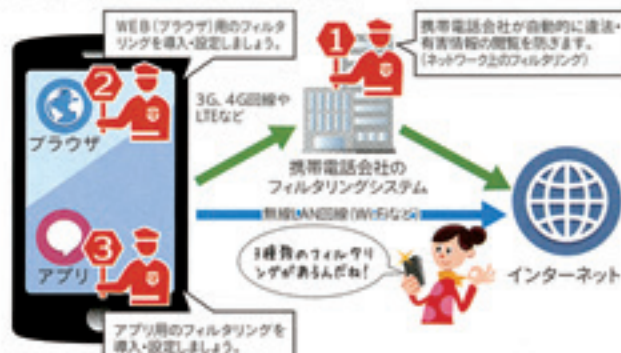 WEB(ブラウザ)用のフィルタ
リングを導入・設定しましょう。
1
携帯電話会社が自動的に違法・
有害情報の閲覧を防ぎます。
(ネットワーク上のフィルタリング)
2
ブラウザ
3G、4G回線や
LTEなど
携帯電話会社の
フィルタリングシステム
無線LAN回線(Wi-Fiなど)
3
アプリ
3種類のフィルタリ
ングがあるんだね!
インターネット
アプリ用のフィルタリングを
導入・設定しましょう。